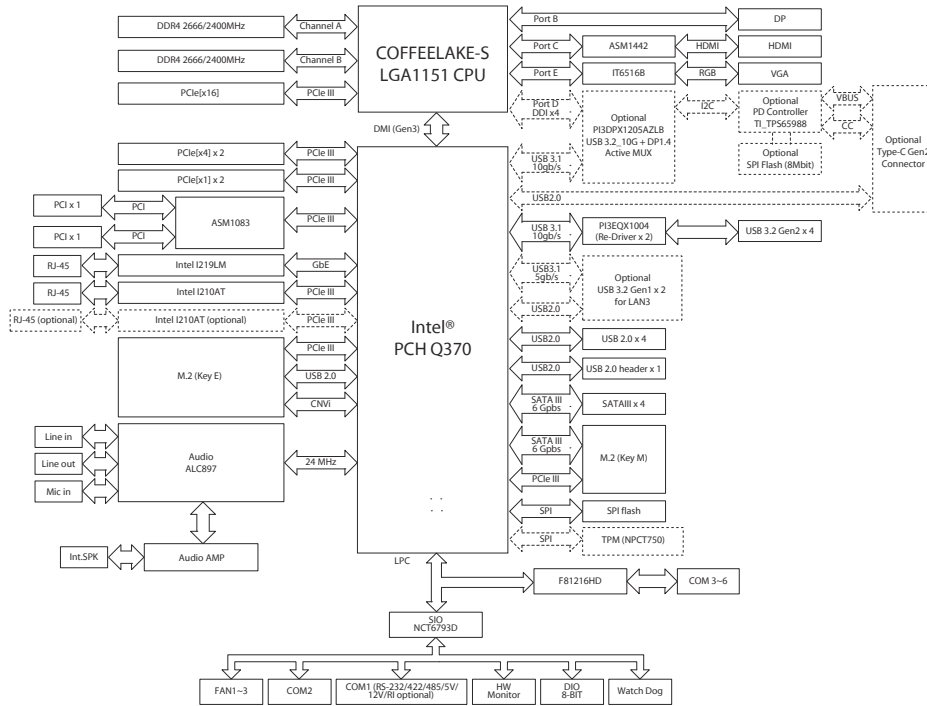 DDR4 2666/2400MHz
Channel A
DDR4 2666/2400MHz
Channel B
PCIe[x16]
PCIe III
COFFEELAKE-S
LGA1151 CPU
Port B
DP
Port C
ASM1442
HDMI
HDMI
Port E
IT6516B
RGB
VGA
Port D
DDI x4
Optional
PI3DPX1205AZLB
USB 3.2_10G + DP1.4
Active MUX
I2C
Optional
PD Controller
TI_TPS65988
VBUS
CC
Optional
SPI Flash (8Mbit)
Optional
Type-C Gen2
Connector
DMI (Gen3)
USB 3.1
10gb/s
USB2.0
PCIe[x4] x 2
PCIe III
PCIe[x1] x 2
PCIe III
PCI x 1
PCI
ASM1083
PCIe III
PCI x 1
PCI
RJ-45
Intel I219LM
GbE
RJ-45
Intel I210AT
PCIe III
RJ-45 (optional)
Intel I210AT (optional)
PCIe III
M.2 (Key E)
PCIe III
USB 2.0
CNVi
Line in
Line out
Mic in
Audio
ALC897
24 MHz
Int.SPK
Audio AMP
Intel®
PCH Q370
USB 3.1
10gb/s
PI3EQX1004
(Re-Driver x 2)
USB 3.2 Gen2 x 4
USB3.1
5gb/s
Optional
USB 3.2 Gen1 x 2
for LAN3
USB2.0
USB2.0
USB 2.0 x 4
USB2.0
USB 2.0 header x 1
SATA III
6 Gpbs
SATAIII x 4
SATA III
6 Gpbs
M.2 (Key M)
PCIe III
SPI
SPI flash
SPI
TPM (NPCT750)
LPC
F81216HD
COM 3~6
SIO
NCT6793D
FAN1~3
COM2
COM1 (RS-232/422/485/5V/
12V/RI optional)
HW
Monitor
DIO
8-BIT
Watch Dog